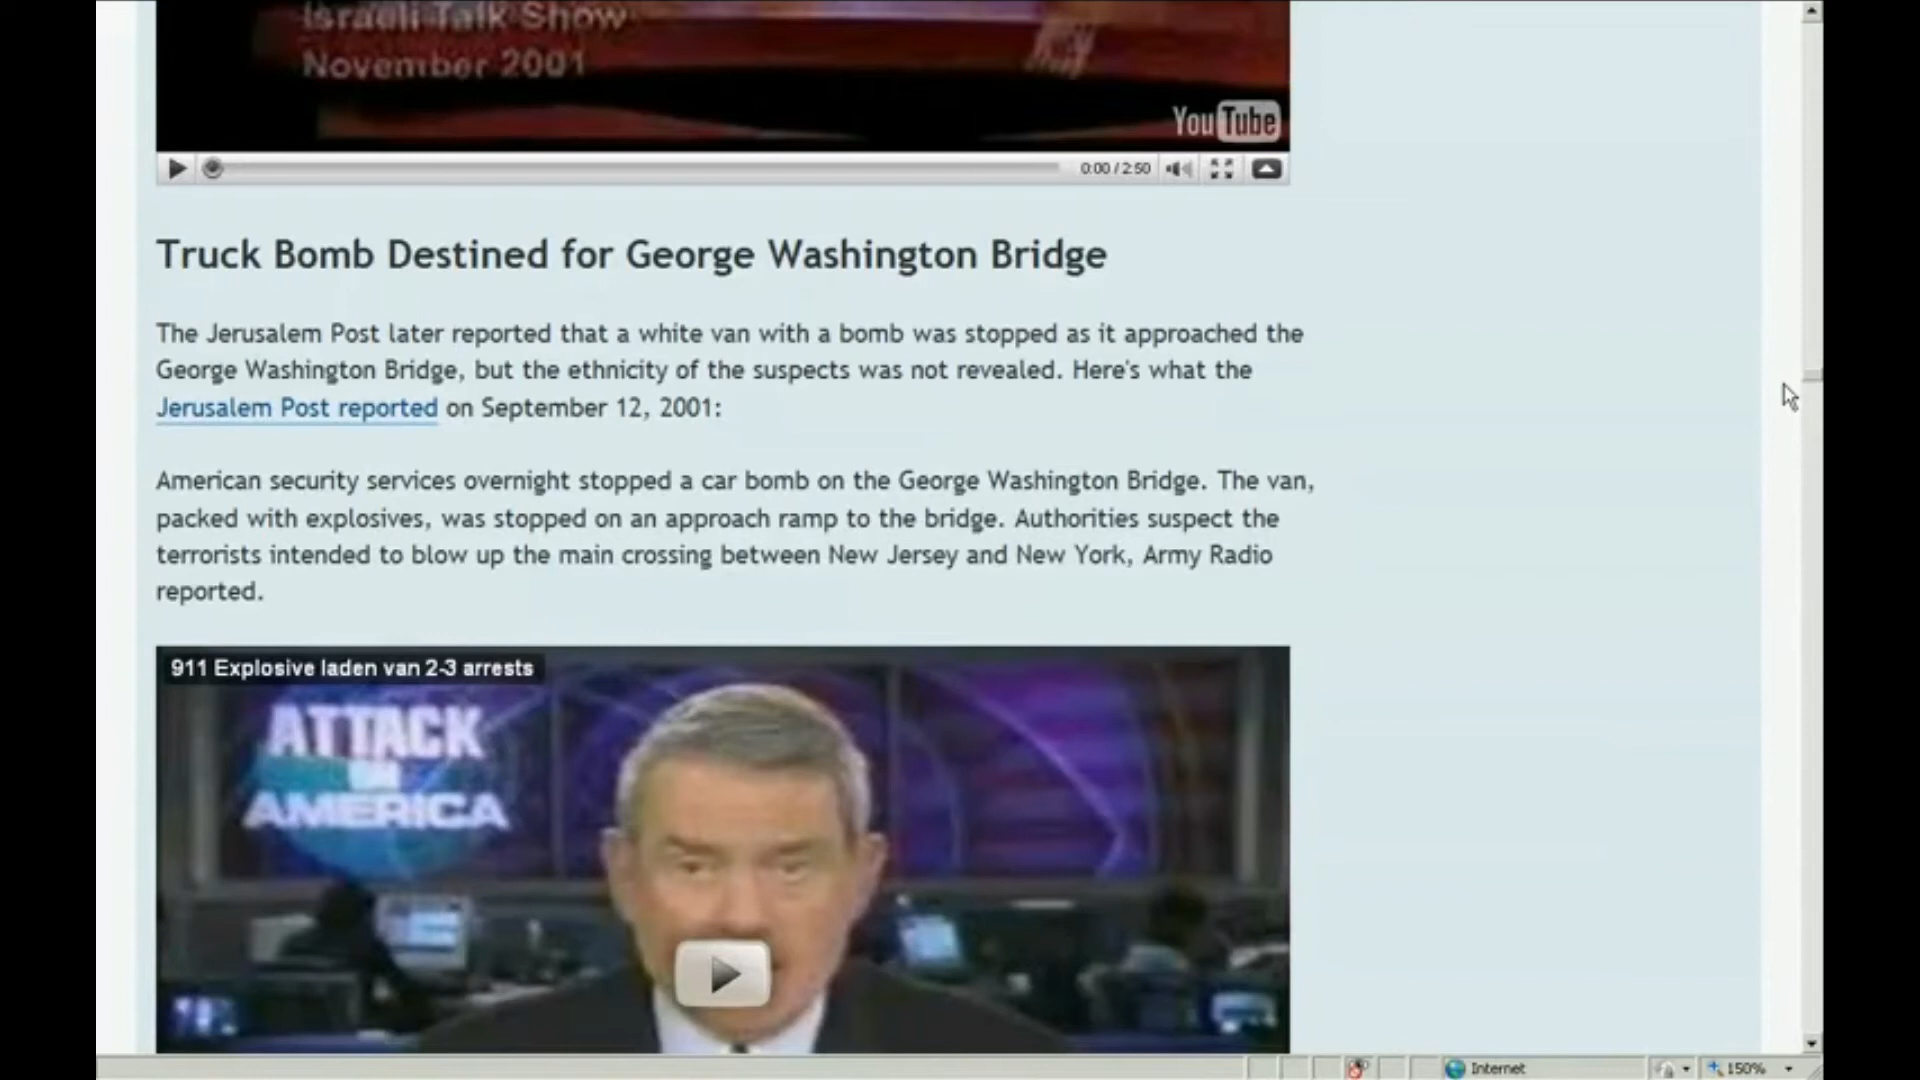 Israeli Talk Show
November 2001
YouTube
0:00 / 2:50
Truck Bomb Destined for George Washington Bridge
The Jerusalem Post later reported that a white van with a bomb was stopped as it approached the
George Washington Bridge, but the ethnicity of the suspects was not revealed. Here's what the
Jerusalem Post reported on September 12, 2001:
American security services overnight stopped a car bomb on the George Washington Bridge. The van,
packed with explosives, was stopped on an approach ramp to the bridge. Authorities suspect the
terrorists intended to blow up the main crossing between New Jersey and New York, Army Radio
reported.
911 Explosive laden van 2-3 arrests
ATTACK
ON
AMERICA
Internet
150%